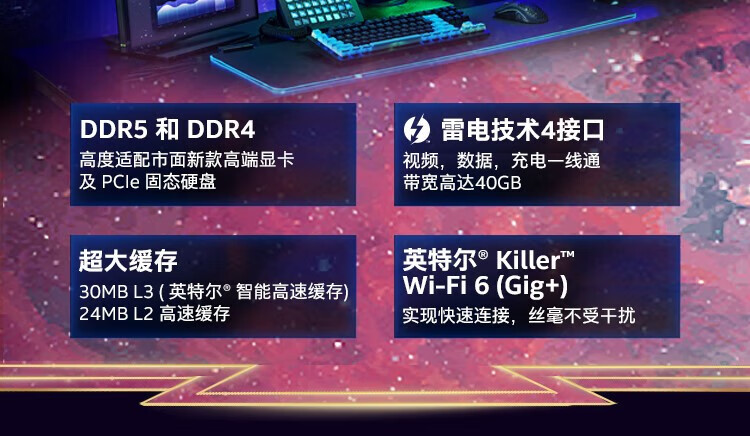 DDR5 和 DDR4
高度适配市面新款高端显卡
及 PCIe 固态硬盘
雷电技术4接口
视频，数据，充电一线通
带宽高达40GB
超大缓存
30MB L3 ( 英特尔® 智能高速缓存)
24MB L2 高速缓存
英特尔® Killer™
Wi-Fi 6 (Gig+)
实现快速连接，丝毫不受干扰